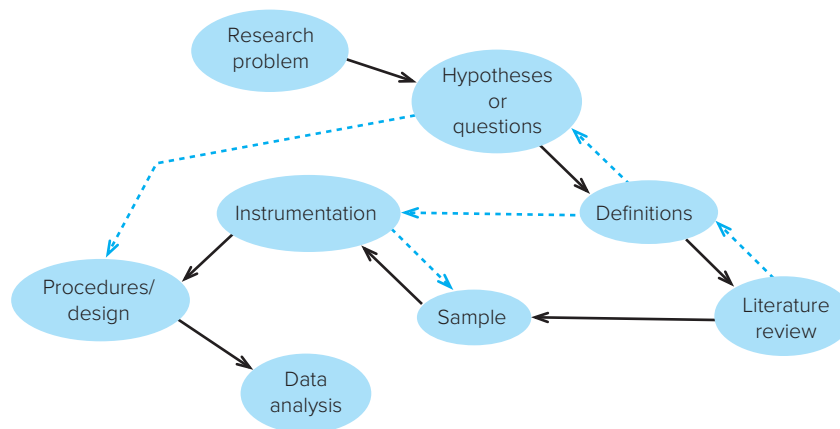 Research
problem
Hypotheses
or
questions
Instrumentation
Definitions
Procedures/
design
Sample
Literature
review
Data
analysis